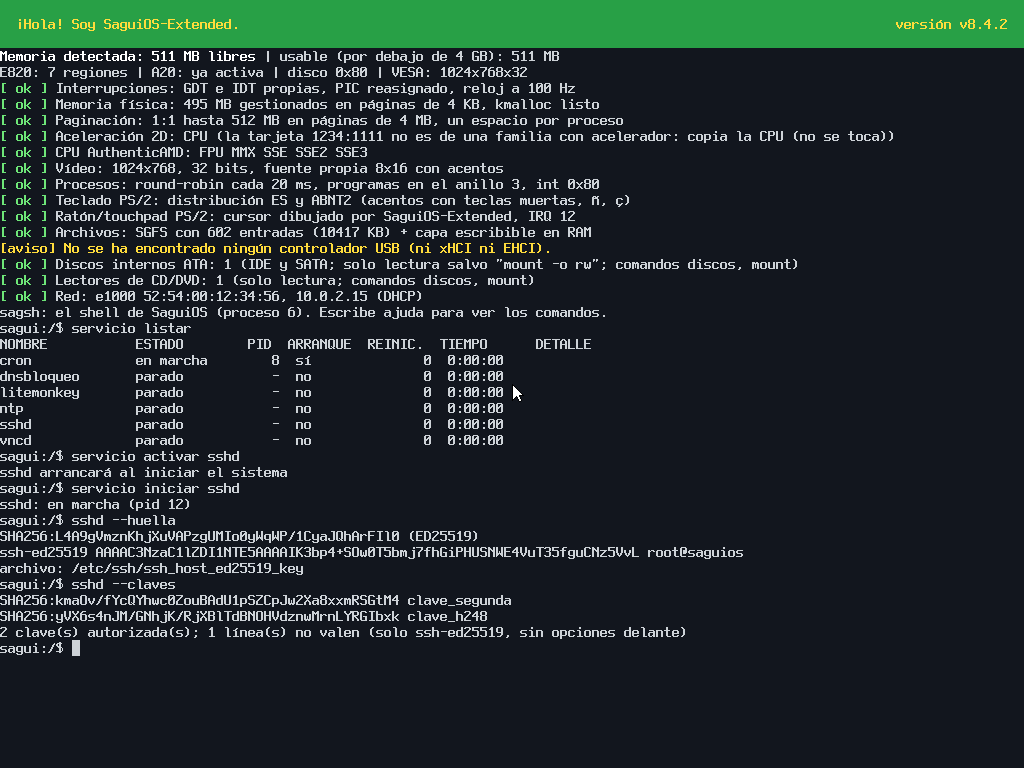 ¡Hola! Soy SaguiOS-Extended.
versión v8.4.2
Memoria detectada: 511 MB libres | usable (por debajo de 4 GB): 511 MB
E820: 7 regiones | A20: ya activa | disco 0x80 | VESA: 1024x768x32
[ ok ] Interrupciones: GDT e IDT propias, PIC reasignado, reloj a 100 Hz
[ ok ] Memoria física: 495 MB gestionados en páginas de 4 KB, kmalloc listo
[ ok ] Paginación: 1:1 hasta 512 MB en páginas de 4 MB, un espacio por proceso
[ ok ] Aceleración 2D: CPU (la tarjeta 1234:1111 no es de una familia con acelerador: copia la CPU (no se toca))
[ ok ] CPU AuthenticAMD: FPU MMX SSE SSE2 SSE3
[ ok ] Vídeo: 1024x768, 32 bits, fuente propia 8x16 con acentos
[ ok ] Procesos: round-robin cada 20 ms, programas en el anillo 3, int 0x80
[ ok ] Teclado PS/2: distribución ES y ABNT2 (acentos con teclas muertas, ñ, ç)
[ ok ] Ratón/touchpad PS/2: cursor dibujado por SaguiOS-Extended, IRQ 12
[ ok ] Archivos: SGFS con 602 entradas (10417 KB) + capa escribible en RAM
[aviso] No se ha encontrado ningún controlador USB (ni xHCI ni EHCI).
[ ok ] Discos internos ATA: 1 (IDE y SATA; solo lectura salvo "mount -o rw"; comandos discos, mount)
[ ok ] Lectores de CD/DVD: 1 (solo lectura; comandos discos, mount)
[ ok ] Red: e1000 52:54:00:12:34:56, 10.0.2.15 (DHCP)
sagsh: el shell de SaguiOS (proceso 6). Escribe ajuda para ver los comandos.
sagui:/$ servicio listar
NOMBRE ESTADO PID ARRANQUE REINIC. TIEMPO DETALLE
cron en marcha 8 sí 0 0:00:00
dnsbloqueo parado - no 0 0:00:00
litemonkey parado - no 0 0:00:00
ntp parado - no 0 0:00:00
sshd parado - no 0 0:00:00
vncd parado - no 0 0:00:00
sagui:/$ servicio activar sshd
sshd arrancará al iniciar el sistema
sagui:/$ servicio iniciar sshd
sshd: en marcha (pid 12)
sagui:/$ sshd --huella
SHA256:L4A9gVmznKhjXuVAPzgUMIo0yWqWP/1CyaJOhArFIl0 (ED25519)
ssh-ed25519 AAAAC3NzaC1lZDI1NTE5AAAAIK3bp4+SOw0T5bmj7fhGiPHUSNWE4VuT35fguCNz5VvL root@saguios
archivo: /etc/ssh/ssh_host_ed25519_key
sagui:/$ sshd --claves
SHA256:kmaOv/fYcQYhwc0ZouBAdU1pSZCpJw2Xa8xxmRSGtM4 clave_segunda
SHA256:yVX6s4nJM/GNhjK/RjXBlTdBNOHVdznwMrnLYRGIbxk clave_h248
2 clave(s) autorizada(s); 1 línea(s) no valen (solo ssh-ed25519, sin opciones delante)
sagui:/$